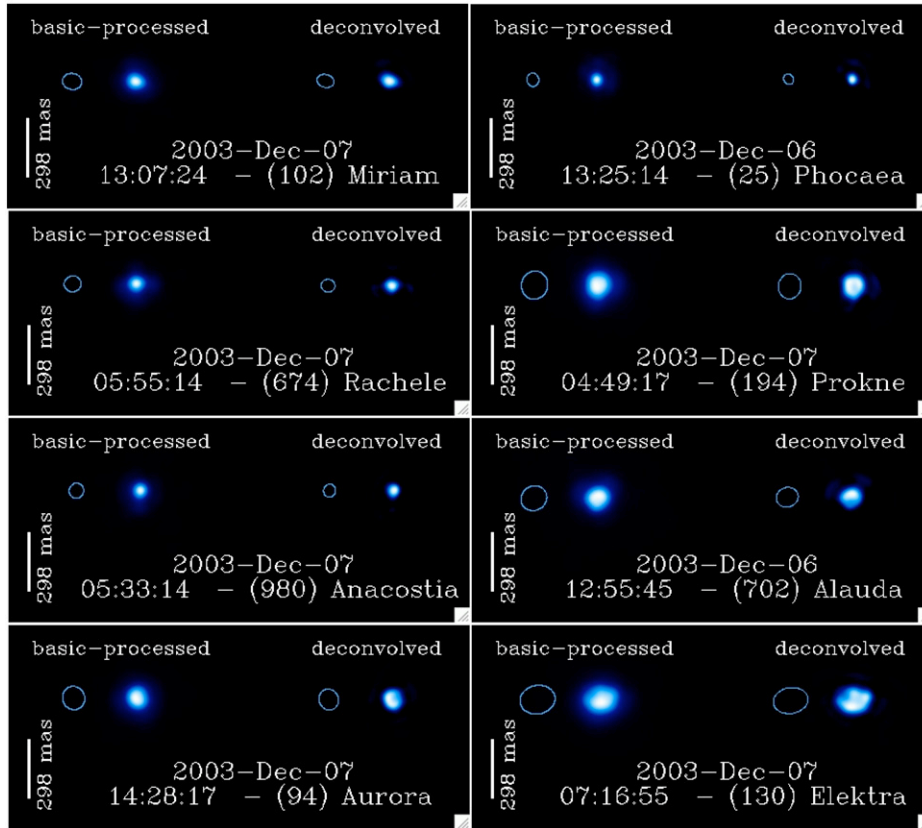 basic-processed deconvolved
298 mas
2003-Dec-07
13:07:24 - (102) Miriam
basic-processed deconvolved
298 mas
2003-Dec-06
13:25:14 - (25) Phocaea
basic-processed deconvolved
298 mas
2003-Dec-07
05:55:14 - (674) Rachele
basic-processed deconvolved
298 mas
2003-Dec-07
04:49:17 - (194) Prokne
basic-processed deconvolved
298 mas
2003-Dec-07
05:33:14 - (980) Anacostia
basic-processed deconvolved
298 mas
2003-Dec-06
12:55:45 - (702) Alauda
basic-processed deconvolved
298 mas
2003-Dec-07
14:28:17 - (94) Aurora
basic-processed deconvolved
298 mas
2003-Dec-07
07:16:55 - (130) Elektra